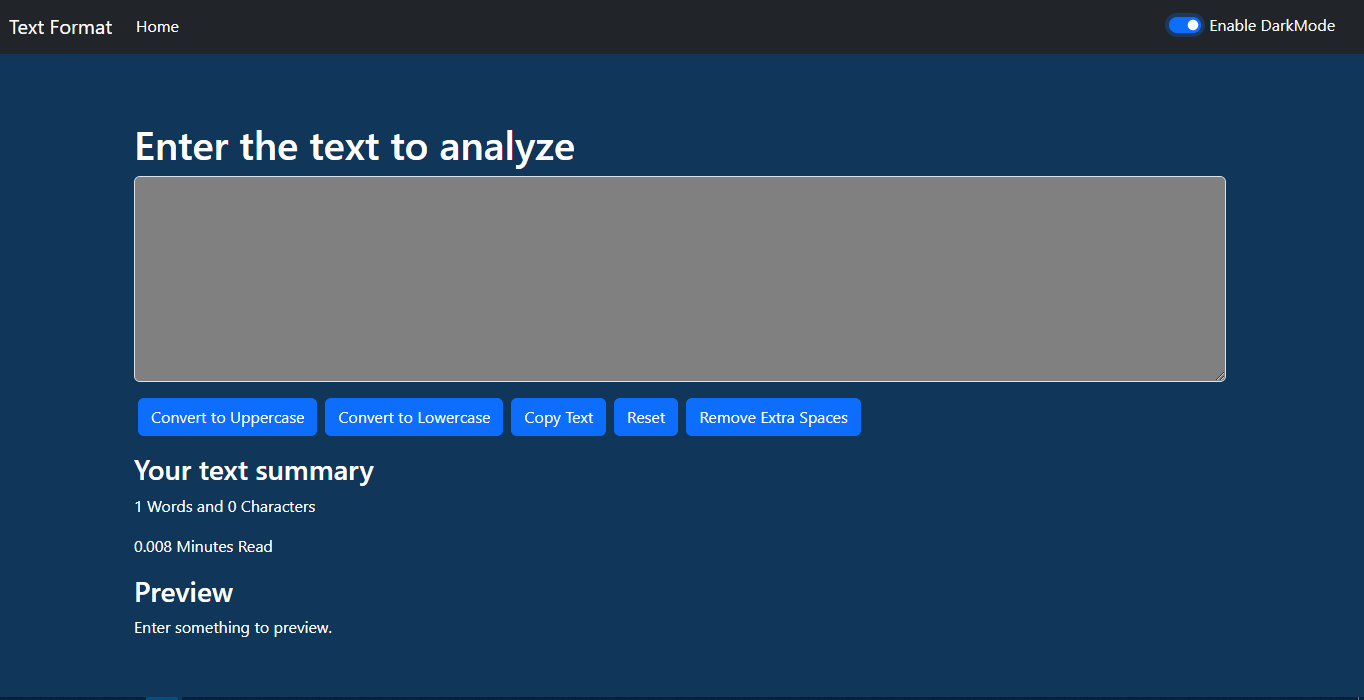 Text Format Home Enable DarkMode
Enter the text to analyze
Convert to Uppercase Convert to Lowercase Copy Text Reset Remove Extra Spaces
Your text summary
1 Words and 0 Characters
0.008 Minutes Read
Preview
Enter something to preview.